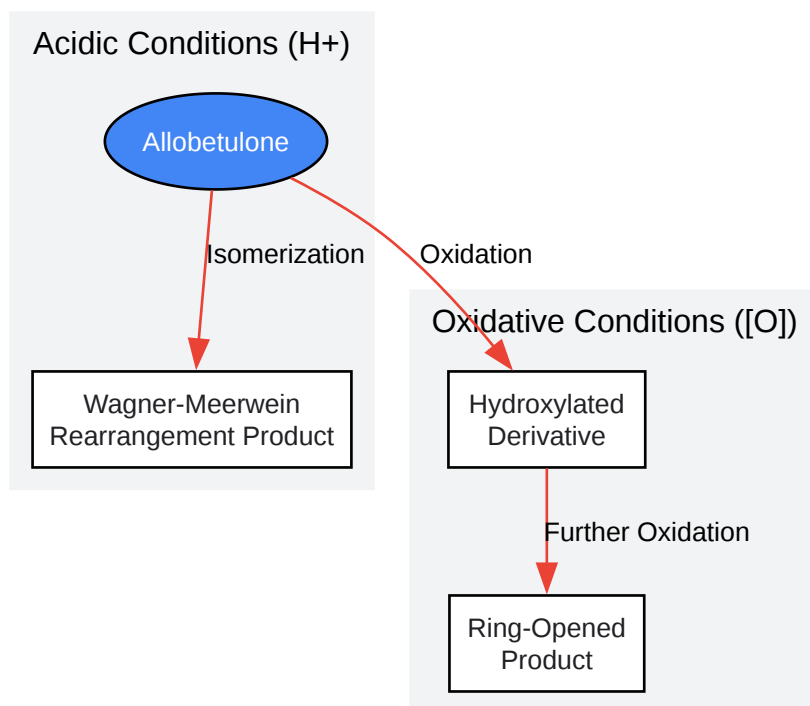 Acidic Conditions (H+)
Allobetulone
Isomerization
Oxidation
Oxidative Conditions ([O])
Wagner-Meerwein
Rearrangement Product
Hydroxylated
Derivative
Further Oxidation
Ring-Opened
Product